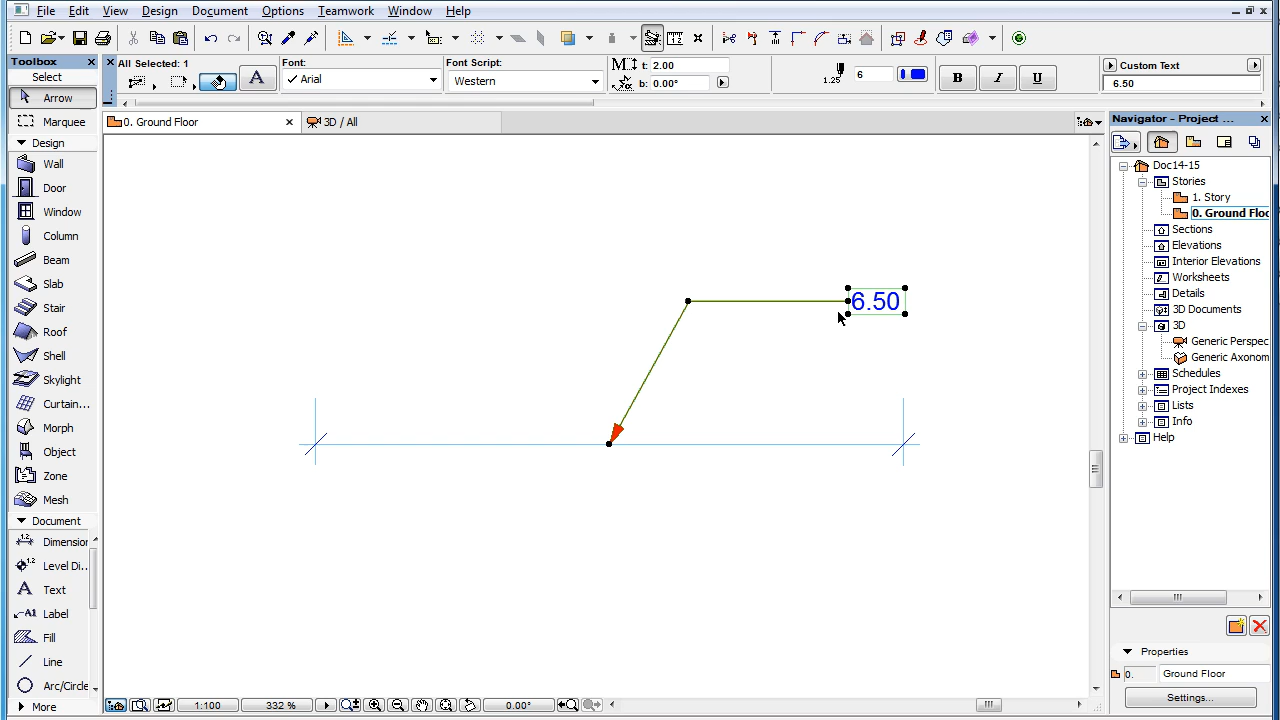 File Edit View Design Document Options Teamwork Window Help
Toolbox
Select
Arrow
Marquee
Design
Wall
Door
Window
Column
Beam
Slab
Stair
Roof
Shell
Skylight
Curtain...
Morph
Object
Zone
Mesh
Document
Dimension
Level Di...
Text
Label
Fill
Line
Arc/Circle
More
All Selected: 1
Font:
Arial
Font Script:
Western
t: 2.00
b: 0.00°
1.25
6
B I U
Custom Text
6.50
0. Ground Floor
3D / All
6.50
1:100
332 %
0.00°
Navigator - Project ...
Doc14-15
Stories
1. Story
0. Ground Floo
Sections
Elevations
Interior Elevations
Worksheets
Details
3D Documents
3D
Generic Perspec
Generic Axonom
Schedules
Project Indexes
Lists
Info
Help
Properties
0. Ground Floor
Settings...